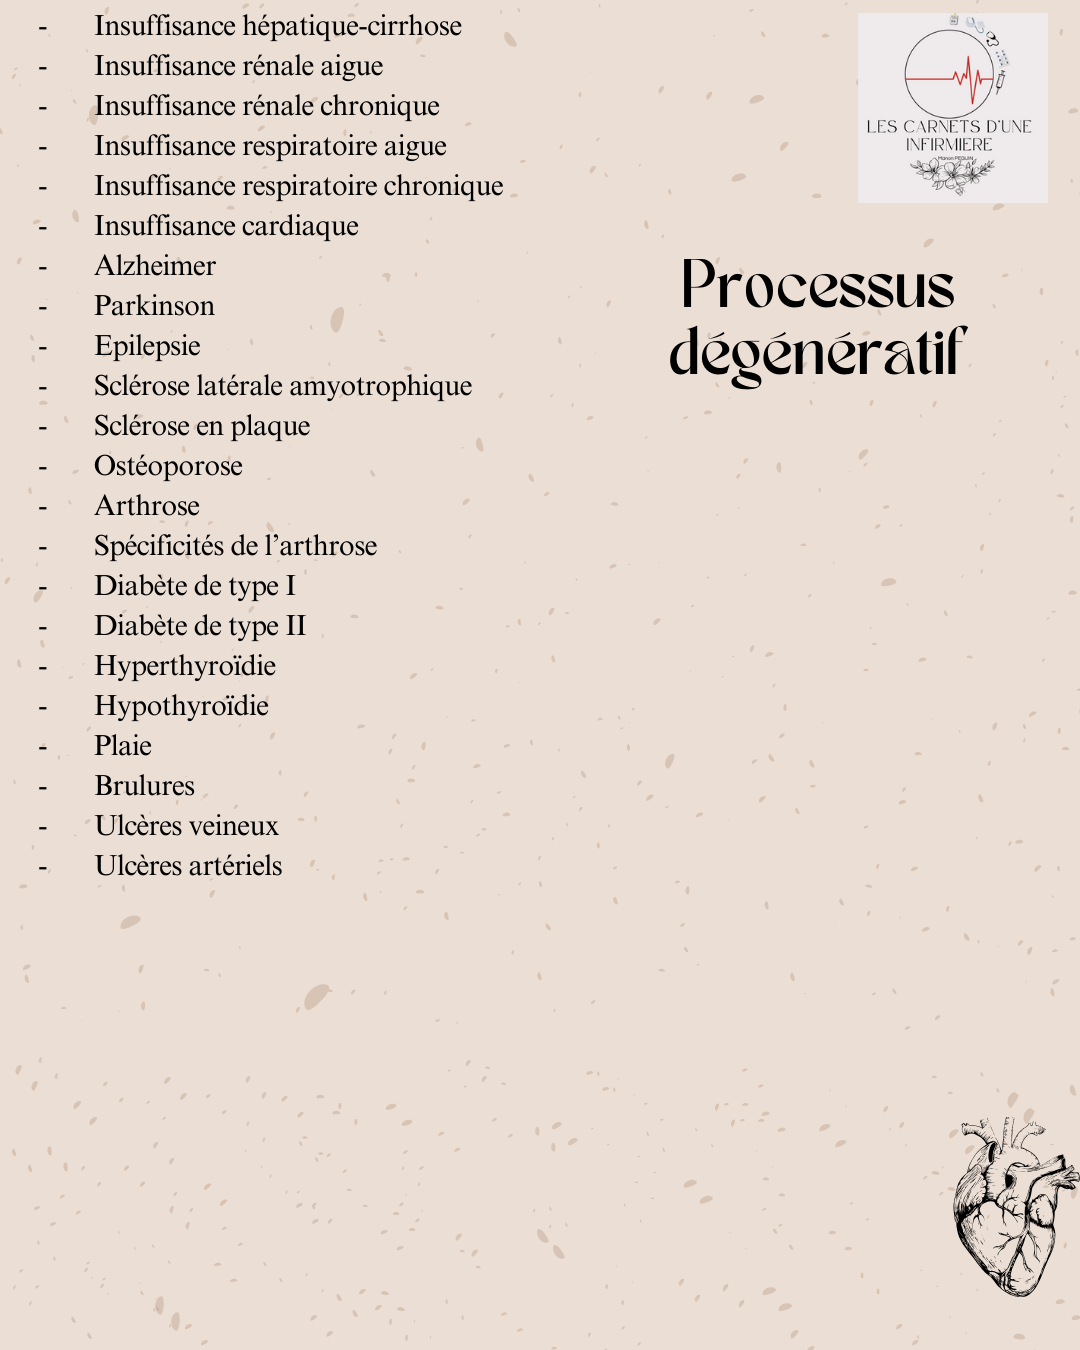 - Insuffisance hépatique-cirrhose
- Insuffisance rénale aigue
- Insuffisance rénale chronique
- Insuffisance respiratoire aigue
- Insuffisance respiratoire chronique
- Insuffisance cardiaque
- Alzheimer
- Parkinson
- Epilepsie
- Sclérose latérale amyotrophique
- Sclérose en plaque
- Ostéoporose
- Arthrose
- Spécificités de l’arthrose
- Diabète de type I
- Diabète de type II
- Hyperthyroïdie
- Hypothyroïdie
- Plaie
- Brulures
- Ulcères veineux
- Ulcères artériels
LES CARNETS D'UNE
INFIRMIERE
Manon PEQUIN
Processus
dégénératif